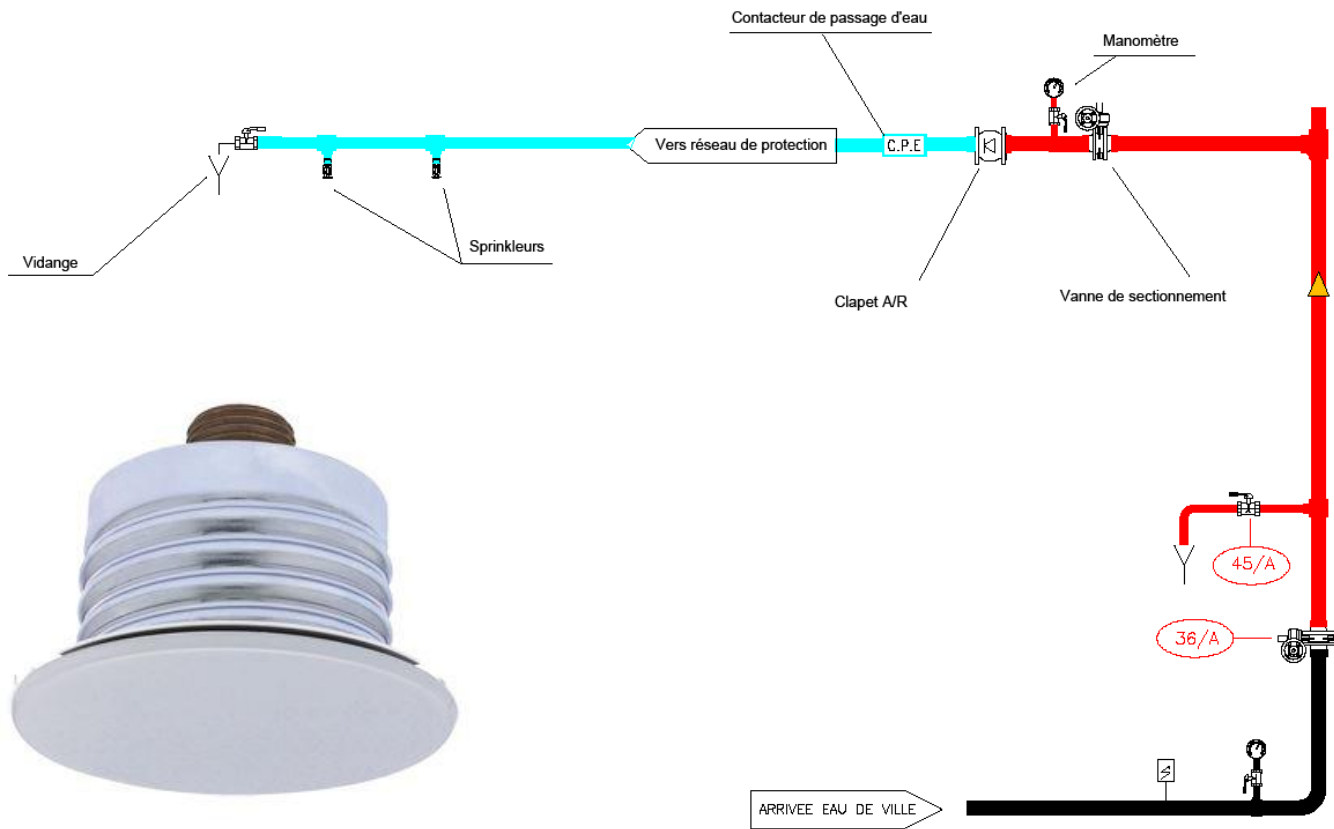 Contacteur de passage d'eau
Manomètre
C.P.E
Vers réseau de protection
Sprinkleurs
Vidange
Clapet A/R
Vanne de sectionnement
45/A
36/A
ARRIVEE EAU DE VILLE